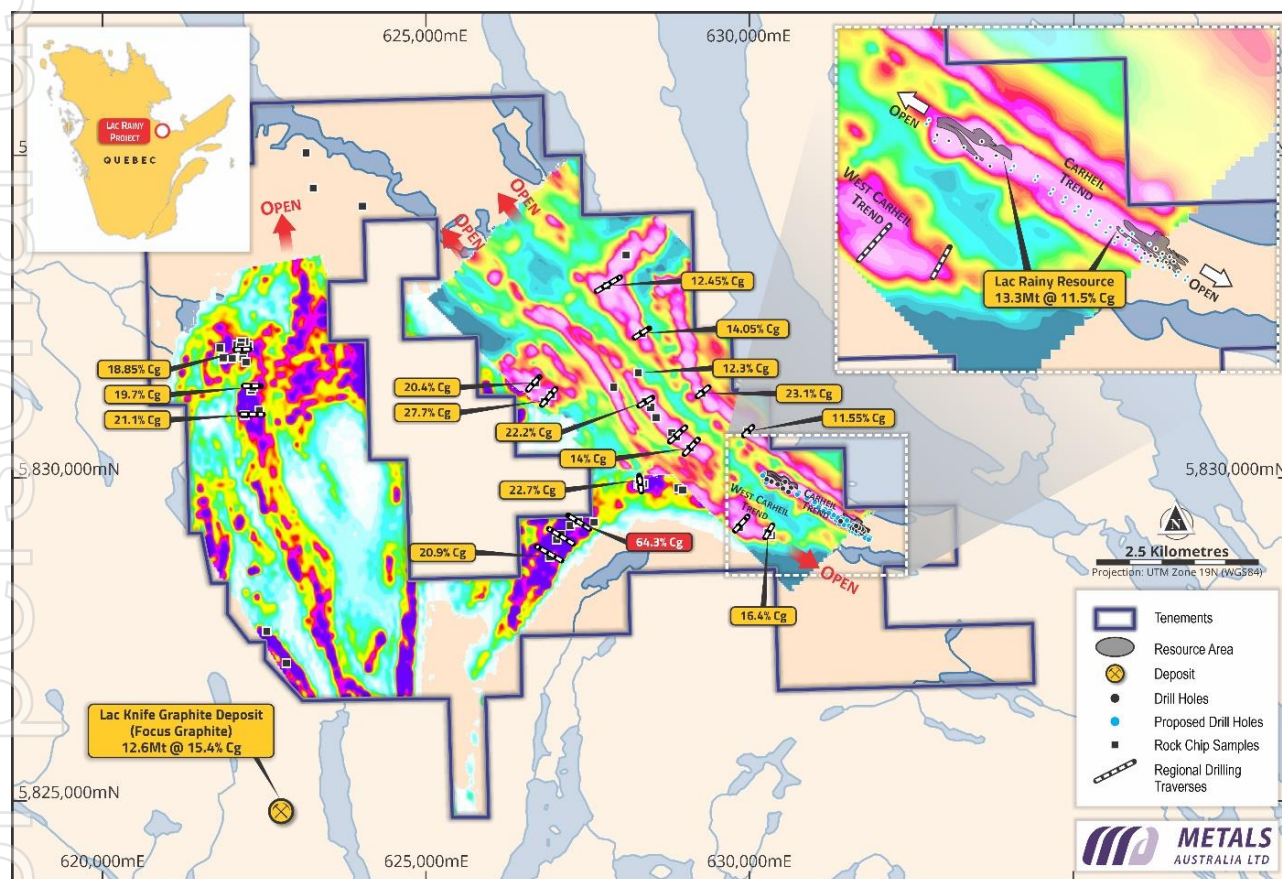 625,000mE
630,000mE
LAC RAINY
PROJECT
QUEBEC
OPEN
OPEN
OPEN
OPEN
WEST CARHEIL
TREND
CARHEIL
TREND
Lac Rainy Resource
13.3Mt @ 11.5% Cg
OPEN
12.45% Cg
14.05% Cg
18.85% Cg
12.3% Cg
19.7% Cg
20.4% Cg
23.1% Cg
21.1% Cg
27.7% Cg
22.2% Cg
11.55% Cg
14% Cg
5,830,000mN
5,830,000mN
22.7% Cg
WEST CARHEIL
TREND
CARHEIL
TREND
20.9% Cg
64.3% Cg
OPEN
16.4% Cg
N
2.5 Kilometres
Projection: UTM Zone 19N (WGS84)
Tenements
Resource Area
Deposit
Drill Holes
Proposed Drill Holes
Rock Chip Samples
Regional Drilling
Traverses
Lac Knife Graphite Deposit
(Focus Graphite)
12.6Mt @ 15.4% Cg
5,825,000mN
620,000mE
625,000mE
630,000mE
METALS
AUSTRALIA LTD